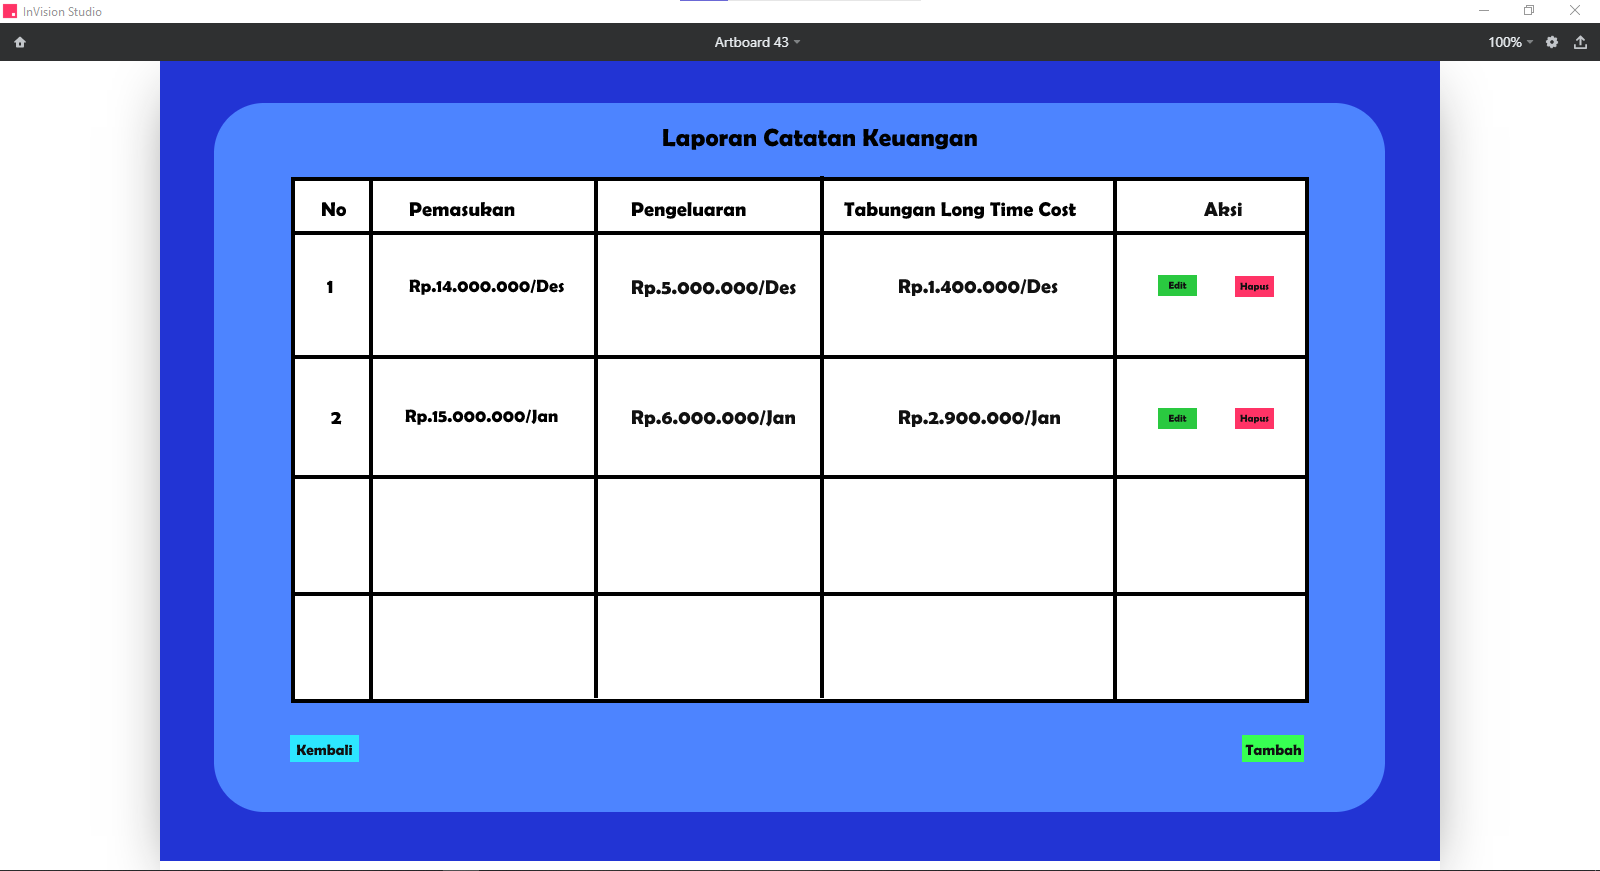 InVision Studio
Artboard 43
100%
Laporan Catatan Keuangan
No Pemasukan Pengeluaran Tabungan Long Time Cost Aksi
1 Rp.14.000.000/Des Rp.5.000.000/Des Rp.1.400.000/Des Edit Hapus
2 Rp.15.000.000/Jan Rp.6.000.000/Jan Rp.2.900.000/Jan Edit Hapus
Kembali Tambah